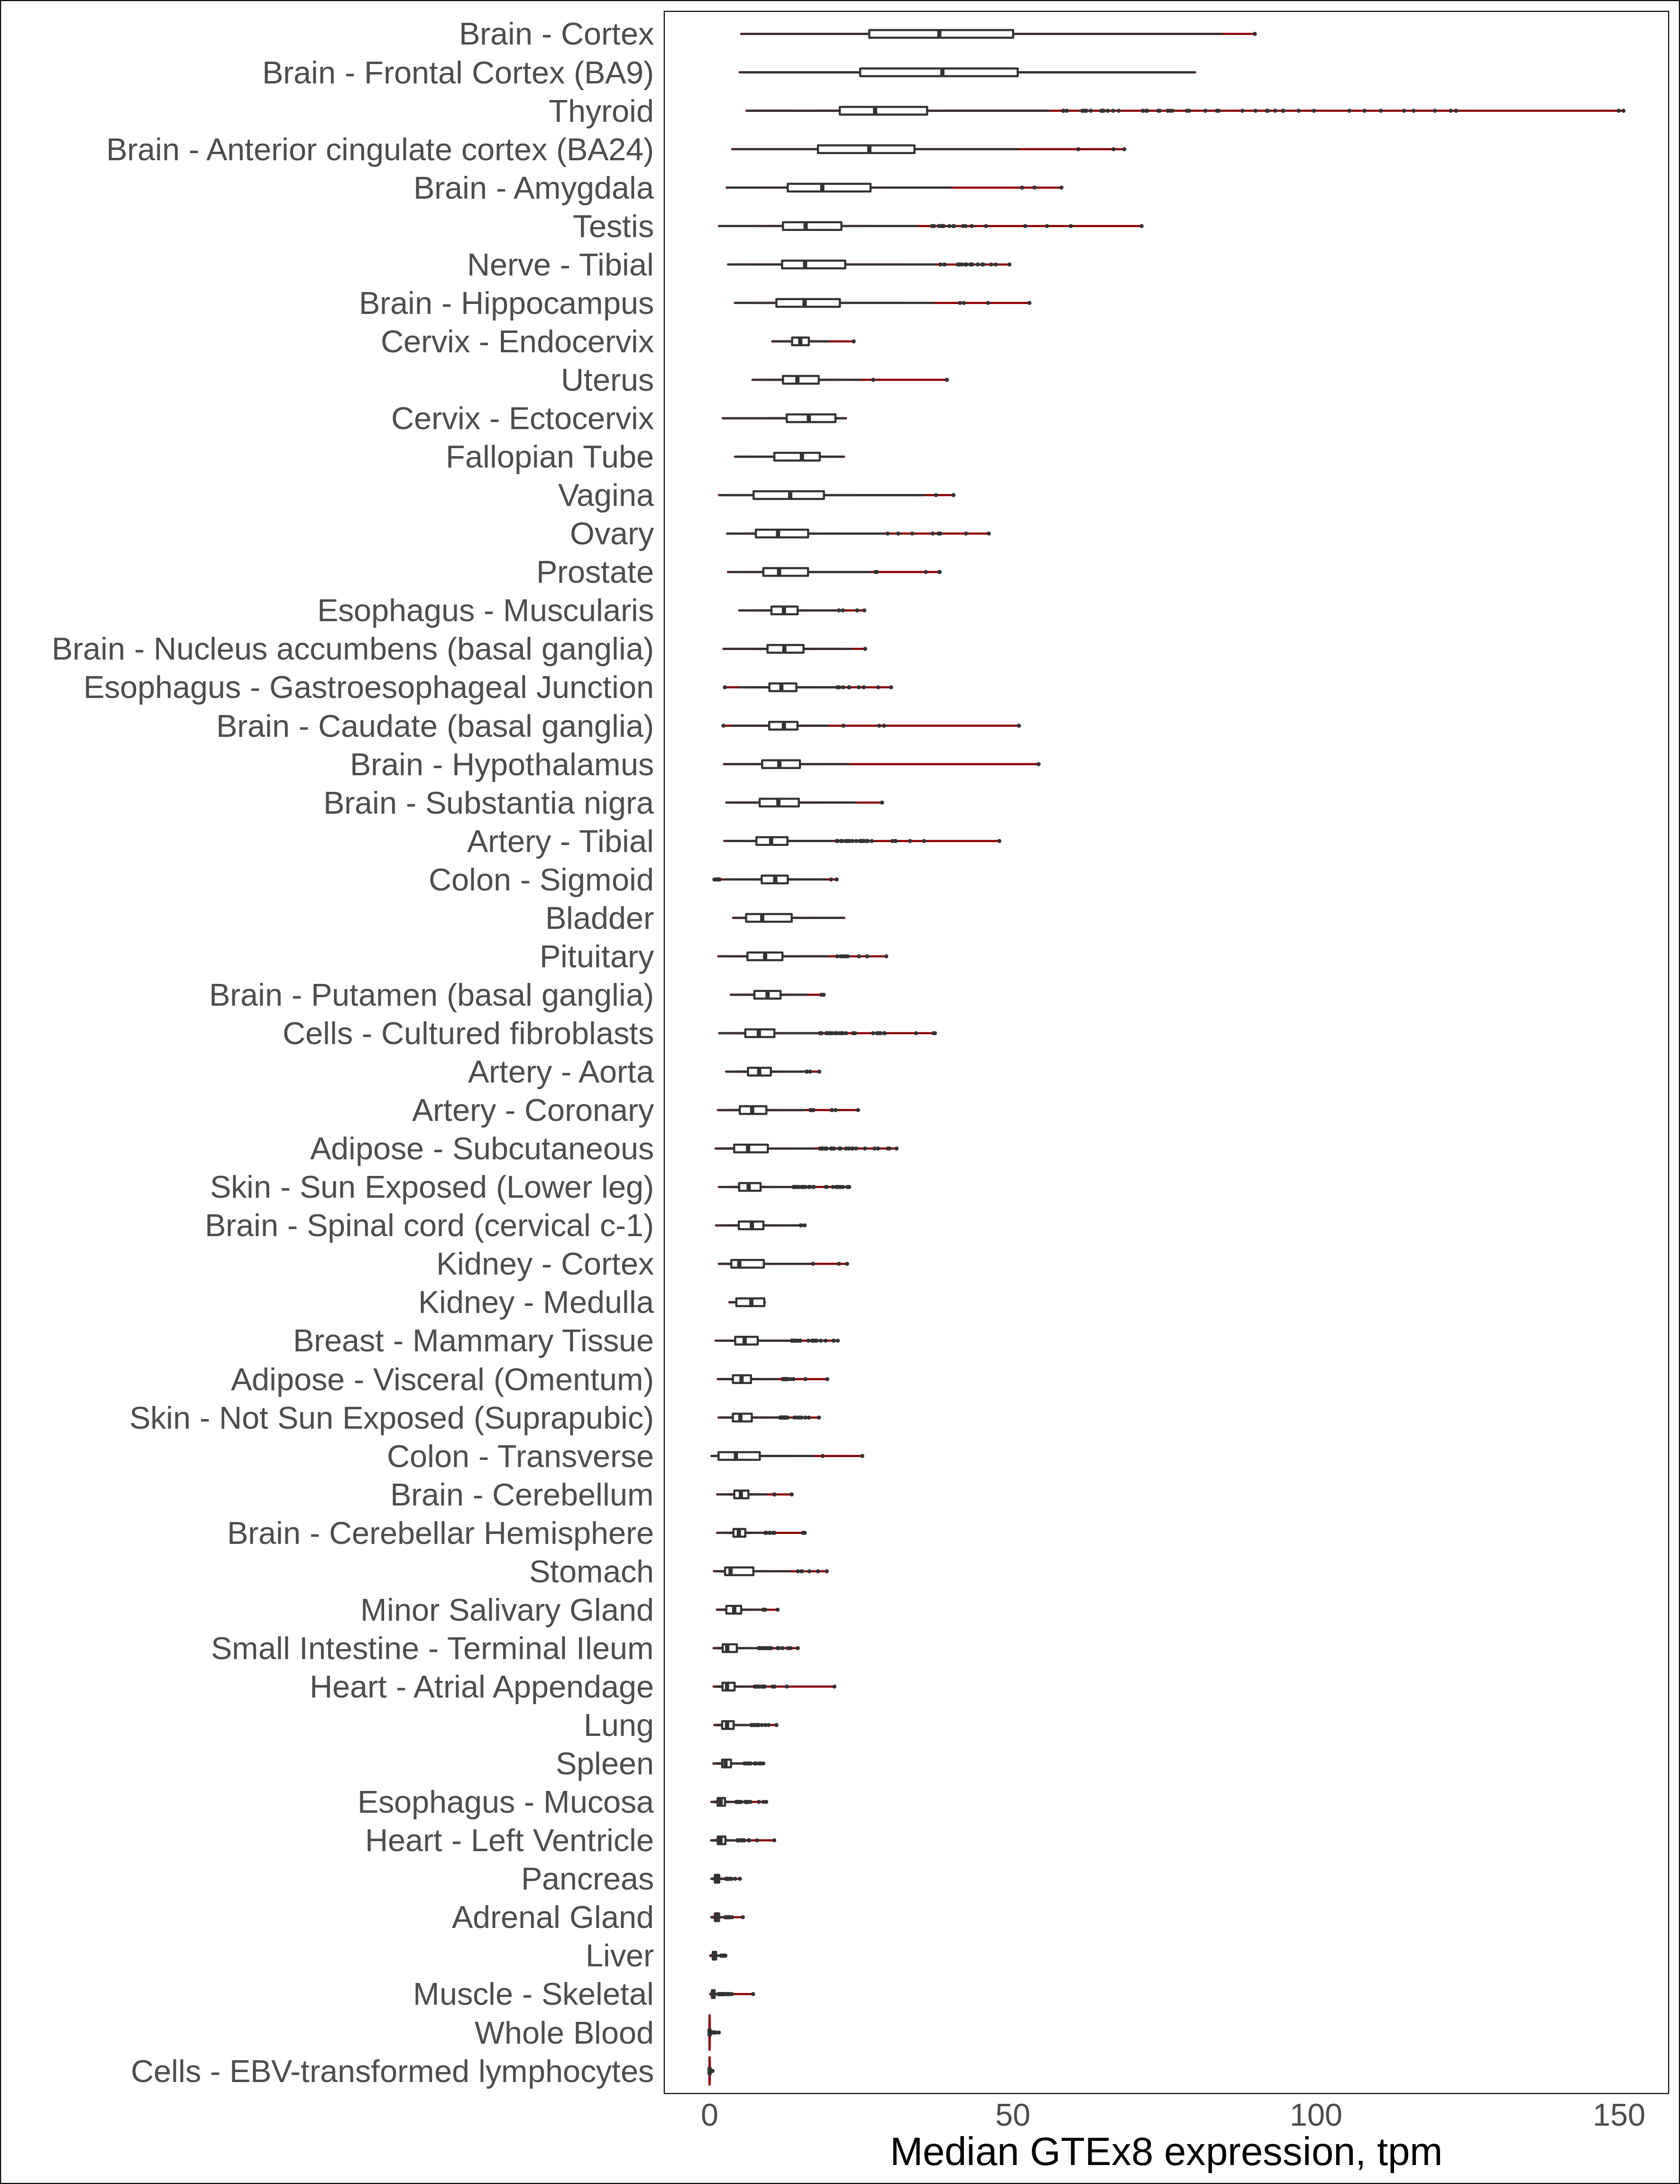 Brain - Cortex
Brain - Frontal Cortex (BA9)
Thyroid
Brain - Anterior cingulate cortex (BA24)
Brain - Amygdala
Testis
Nerve - Tibial
Brain - Hippocampus
Cervix - Endocervix
Uterus
Cervix - Ectocervix
Fallopian Tube
Vagina
Ovary
Prostate
Esophagus - Muscularis
Brain - Nucleus accumbens (basal ganglia)
Esophagus - Gastroesophageal Junction
Brain - Caudate (basal ganglia)
Brain - Hypothalamus
Brain - Substantia nigra
Artery - Tibial
Colon - Sigmoid
Bladder
Pituitary
Brain - Putamen (basal ganglia)
Cells - Cultured fibroblasts
Artery - Aorta
Artery - Coronary
Adipose - Subcutaneous
Skin - Sun Exposed (Lower leg)
Brain - Spinal cord (cervical c-1)
Kidney - Cortex
Kidney - Medulla
Breast - Mammary Tissue
Adipose - Visceral (Omentum)
Skin - Not Sun Exposed (Suprapubic)
Colon - Transverse
Brain - Cerebellum
Brain - Cerebellar Hemisphere
Stomach
Minor Salivary Gland
Small Intestine - Terminal Ileum
Heart - Atrial Appendage
Lung
Spleen
Esophagus - Mucosa
Heart - Left Ventricle
Pancreas
Adrenal Gland
Liver
Muscle - Skeletal
Whole Blood
Cells - EBV-transformed lymphocytes
0 50 100 150
Median GTEx8 expression, tpm